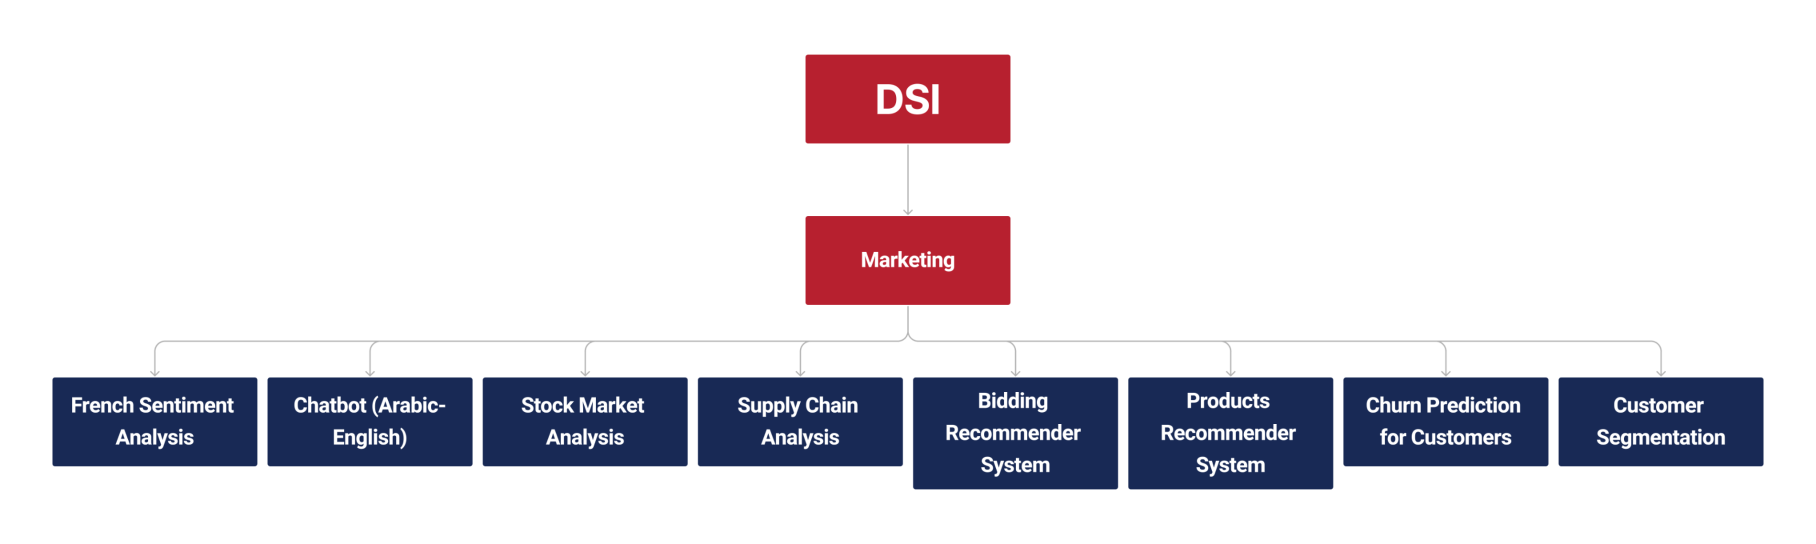 DSI
Marketing
French Sentiment
Analysis
Chatbot (Arabic-
English)
Stock Market
Analysis
Supply Chain
Analysis
Bidding
Recommender
System
Products
Recommender
System
Churn Prediction
for Customers
Customer
Segmentation